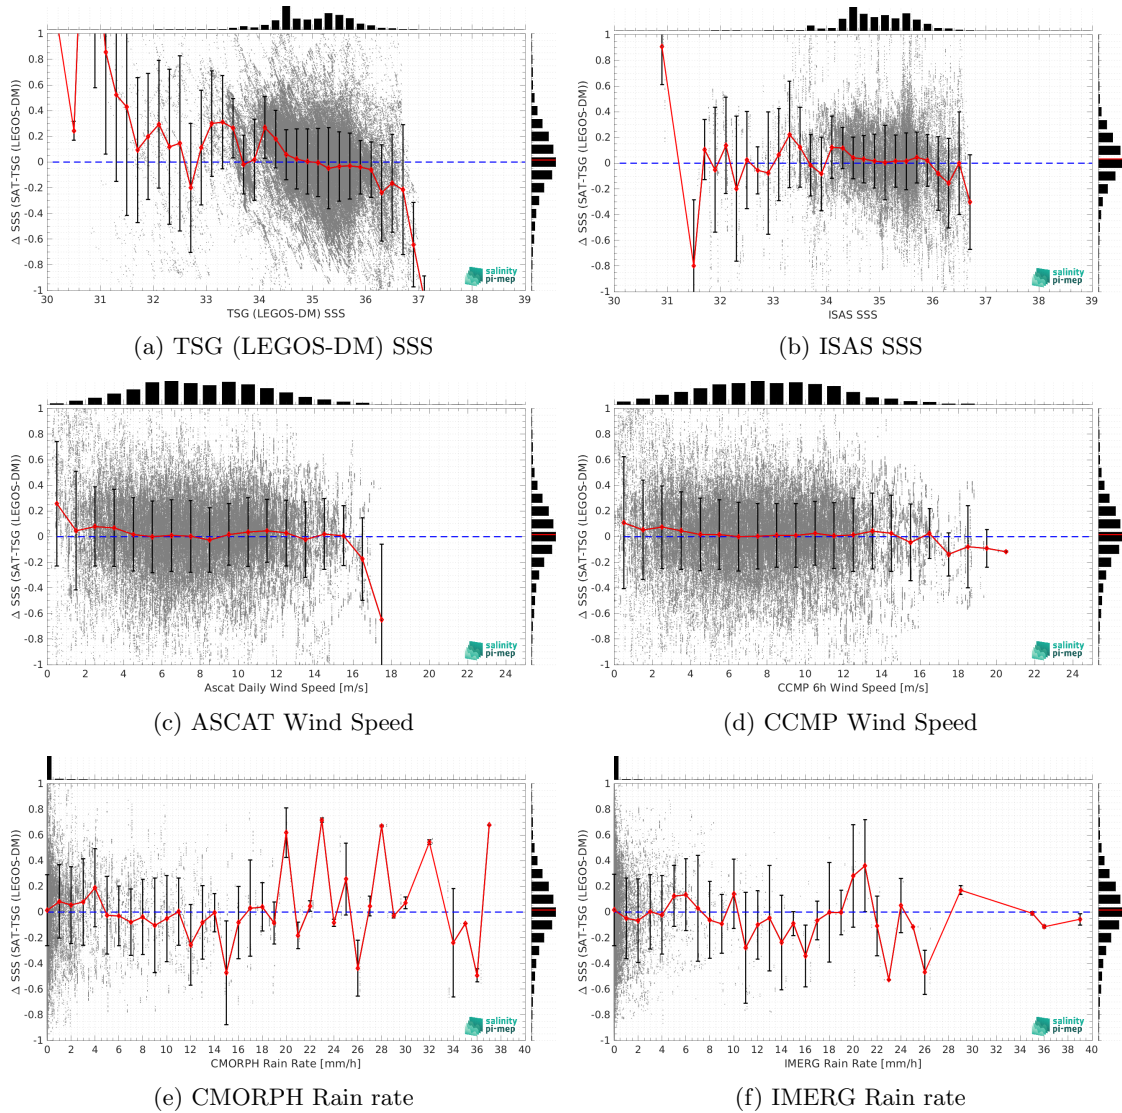 Δ SSS (SAT-TSG (LEGOS-DM))
1
0.8
0.6
0.4
0.2
0
-0.2
-0.4
-0.6
-0.8
-1
30 31 32 33 34 35 36 37 38 39
TSG (LEGOS-DM) SSS
salinity
pi-mep
(a) TSG (LEGOS-DM) SSS
Δ SSS (SAT-TSG (LEGOS-DM))
1
0.8
0.6
0.4
0.2
0
-0.2
-0.4
-0.6
-0.8
-1
30 31 32 33 34 35 36 37 38 39
ISAS SSS
salinity
pi-mep
(b) ISAS SSS
Δ SSS (SAT-TSG (LEGOS-DM))
1
0.8
0.6
0.4
0.2
0
-0.2
-0.4
-0.6
-0.8
-1
0 2 4 6 8 10 12 14 16 18 20 22 24
Ascat Daily Wind Speed [m/s]
salinity
pi-mep
(c) ASCAT Wind Speed
Δ SSS (SAT-TSG (LEGOS-DM))
1
0.8
0.6
0.4
0.2
0
-0.2
-0.4
-0.6
-0.8
-1
0 2 4 6 8 10 12 14 16 18 20 22 24
CCMP 6h Wind Speed [m/s]
salinity
pi-mep
(d) CCMP Wind Speed
Δ SSS (SAT-TSG (LEGOS-DM))
1
0.8
0.6
0.4
0.2
0
-0.2
-0.4
-0.6
-0.8
-1
0 2 4 6 8 10 12 14 16 18 20 22 24 26 28 30 32 34 36 38 40
CMORPH Rain Rate [mm/h]
salinity
pi-mep
(e) CMORPH Rain rate
Δ SSS (SAT-TSG (LEGOS-DM))
1
0.8
0.6
0.4
0.2
0
-0.2
-0.4
-0.6
-0.8
-1
0 2 4 6 8 10 12 14 16 18 20 22 24 26 28 30 32 34 36 38 40
IMERG Rain Rate [mm/h]
salinity
pi-mep
(f) IMERG Rain rate